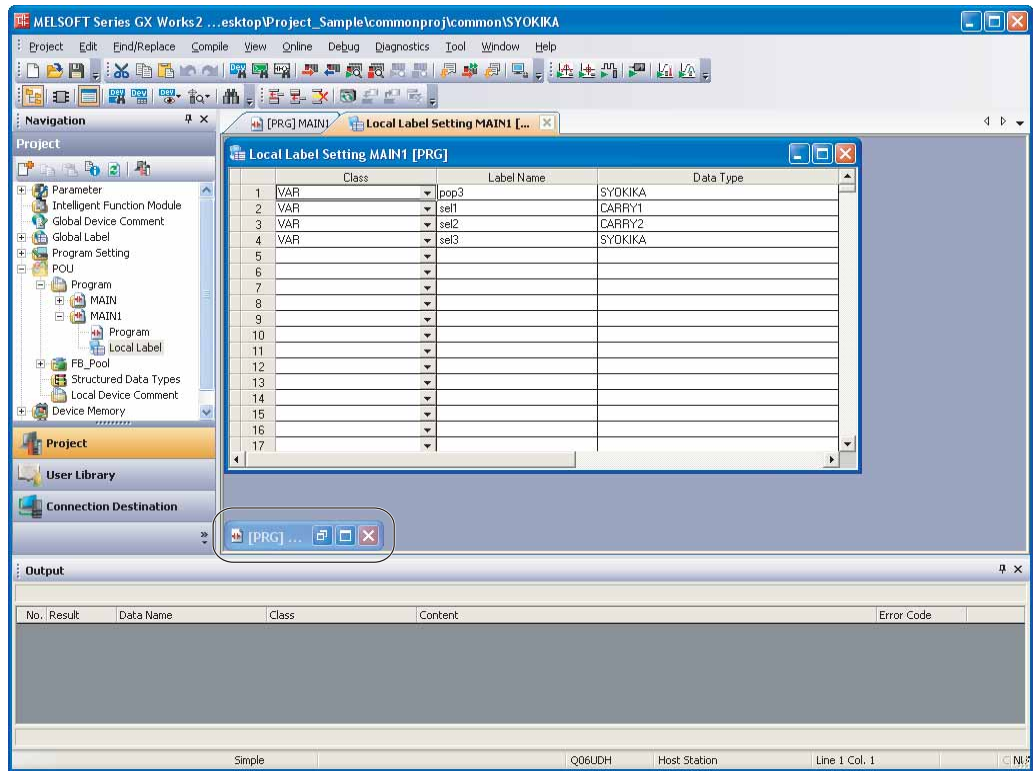 MELSOFT Series GX Works2 ...esktop\Project_Sample\commonproj\common\SYOKIKA
Project Edit Find/Replace Compile View Online Debug Diagnostics Tool Window Help
Navigation
[PRG] MAIN1 Local Label Setting MAIN1 [...
Project
Local Label Setting MAIN1 [PRG]
Class Label Name Data Type
1 VAR pop3 SYOKIKA
2 VAR sel1 CARRY1
3 VAR sel2 CARRY2
4 VAR sel3 SYOKIKA
5
6
7
8
9
10
11
12
13
14
15
16
17
Parameter
Intelligent Function Module
Global Device Comment
Global Label
Program Setting
POU
Program
MAIN
MAIN1
Program
Local Label
FB_Pool
Structured Data Types
Local Device Comment
Device Memory
Project
User Library
Connection Destination
[PRG] ...
Output
No. Result Data Name Class Content Error Code
Simple Q06UDH Host Station Line 1 Col. 1